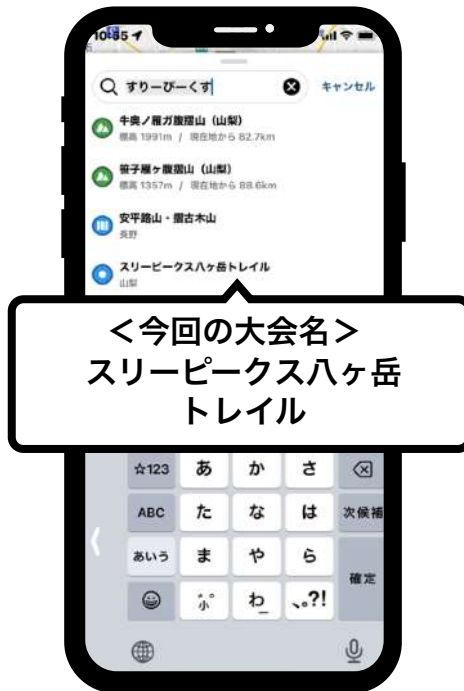 10:55
すりーぴーくす
キャンセル
牛奥ノ雁ガ腹摺山（山梨）
標高 1991m / 現在地から 82.7km
笹子雁ヶ腹摺山（山梨）
標高 1357m / 現在地から 88.6km
安平路山・摺古木山
長野
スリーピークス八ヶ岳トレイル
山梨
＜今回の大会名＞
スリーピークス八ヶ岳
トレイル
☆123 あ か さ
ABC た な は 次候補
あいう ま や ら
確定
小 わ 、。?!